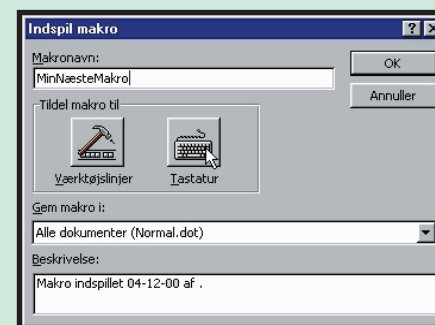 Indspil makro
Makronavn:
MinNæsteMakro
OK
Annuller
Tildel makro til
Værktøjslinjer
Tastatur
Gem makro i:
Alle dokumenter (Normal.dot)
Beskrivelse:
Makro indspillet 04-12-00 af .